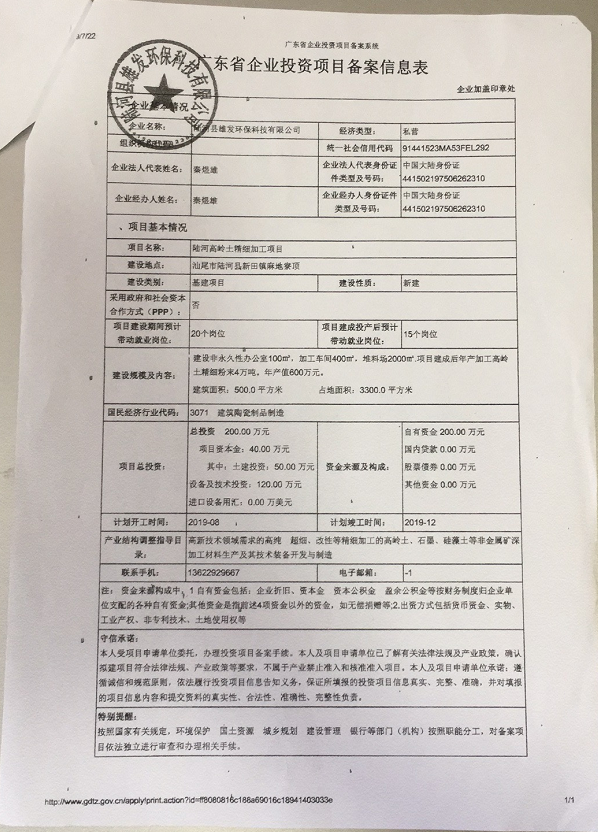 广东省企业投资项目备案系统
广东省企业投资项目备案信息表
陆河县雄发环保科技有限公司
企业加盖印章处
企业基本情况
企业名称： 陆河县雄发环保科技有限公司 经济类型： 私营
统一社会信用代码 91441523MA53FEL292
企业法人代表姓名： 秦焜雄 企业法人代表身份证件类型及号码： 中国大陆身份证 441502197506262310
企业经办人姓名： 秦焜雄 企业经办人身份证件类型及号码： 中国大陆身份证 441502197506262310
、项目基本情况
项目名称： 陆河高岭土精细加工项目
建设地点： 汕尾市陆河县新田镇麻地寮顶
建设类别： 基建项目 建设性质： 新建
采用政府和社会资本
合作方式（PPP）： 否
项目建设期间预计带动就业岗位： 20个岗位 项目建成投产后预计带动就业岗位： 15个岗位
建设规模及内容： 建设非永久性办公室100㎡，加工车间400㎡，堆料场2000㎡.项目建成后年产加工高岭
土精细粉末4万吨。年产值600万元。
建筑面积：500.0 平方米 占地面积：3300.0 平方米
国民经济行业代码： 3071 建筑陶瓷制品制造
项目总投资： 总投资 200.00 万元 资金来源及构成： 自有资金 200.00 万元
项目资本金：40.00 万元 国内贷款 0.00 万元
其中：土建投资：50.00 万元 股票债券 0.00 万元
设备及技术投资：120.00 万元 其他资金 0.00 万元
进口设备用汇：0.00 万美元
计划开工时间： 2019-08 计划竣工时间： 2019-12
产业结构调整指导目录： 高新技术领域需求的高纯 超细、改性等精细加工的高岭土、石墨、硅藻土等非金属矿深
加工材料生产及其技术装备开发与制造
联系手机： 13622929667 电子邮箱： -1
注： 资金来源构成中，1 自有资金包括：企业折旧、资本金 资本公积金 盈余公积金等按财务制度归企业单
位支配的各种自有资金;其他资金是指前述4项资金以外的资金，如无偿捐赠等;2.出资方式包括货币资金、实物、
工业产权、非专利技术、土地使用权等
守信承诺：
本人受项目申请单位委托，办理投资项目备案手续。本人及项目申请单位已了解有关法律法规及产业政策，确认
拟建项目符合法律法规、产业政策等要求，不属于产业禁止准入和核准准入项目。本人及项目申请单位承诺：遵
循诚信和规范原则，依法履行投资项目信息告知义务，保证所填报的投资项目信息真实、完整、准确，并对填报
的项目信息内容和提交资料的真实性、合法性、准确性、完整性负责。
特别提醒：
按照国家有关规定，环境保护 国土资源 城乡规划 建设管理 银行等部门（机构）按照职能分工，对备案项
目依法独立进行审查和办理相关手续。
http://www.gdtz.gov.cn/apply!print.action?id=ff8080816c186a69016c18941403033e
1/1